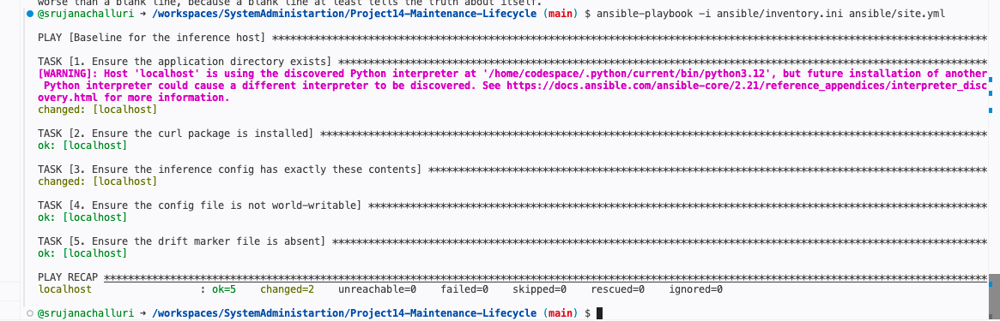 worse than a blank line, because a blank line at least tells the truth about itself.
@srujanachalluri → /workspaces/SystemAdministartion/Project14-Maintenance-Lifecycle (main) $ ansible-playbook -i ansible/inventory.ini ansible/site.yml
PLAY [Baseline for the inference host] ************************************************************************************************************************
TASK [1. Ensure the application directory exists] *************************************************************************************************************
[WARNING]: Host 'localhost' is using the discovered Python interpreter at '/home/codespace/.python/current/bin/python3.12', but future installation of another
Python interpreter could cause a different interpreter to be discovered. See https://docs.ansible.com/ansible-core/2.21/reference_appendices/interpreter_disc
overy.html for more information.
changed: [localhost]
TASK [2. Ensure the curl package is installed] ****************************************************************************************************************
ok: [localhost]
TASK [3. Ensure the inference config has exactly these contents] **********************************************************************************************
changed: [localhost]
TASK [4. Ensure the config file is not world-writable] ********************************************************************************************************
ok: [localhost]
TASK [5. Ensure the drift marker file is absent] **************************************************************************************************************
ok: [localhost]
PLAY RECAP ****************************************************************************************************************************************************
localhost                  : ok=5    changed=2    unreachable=0    failed=0    skipped=0    rescued=0    ignored=0
@srujanachalluri → /workspaces/SystemAdministartion/Project14-Maintenance-Lifecycle (main) $